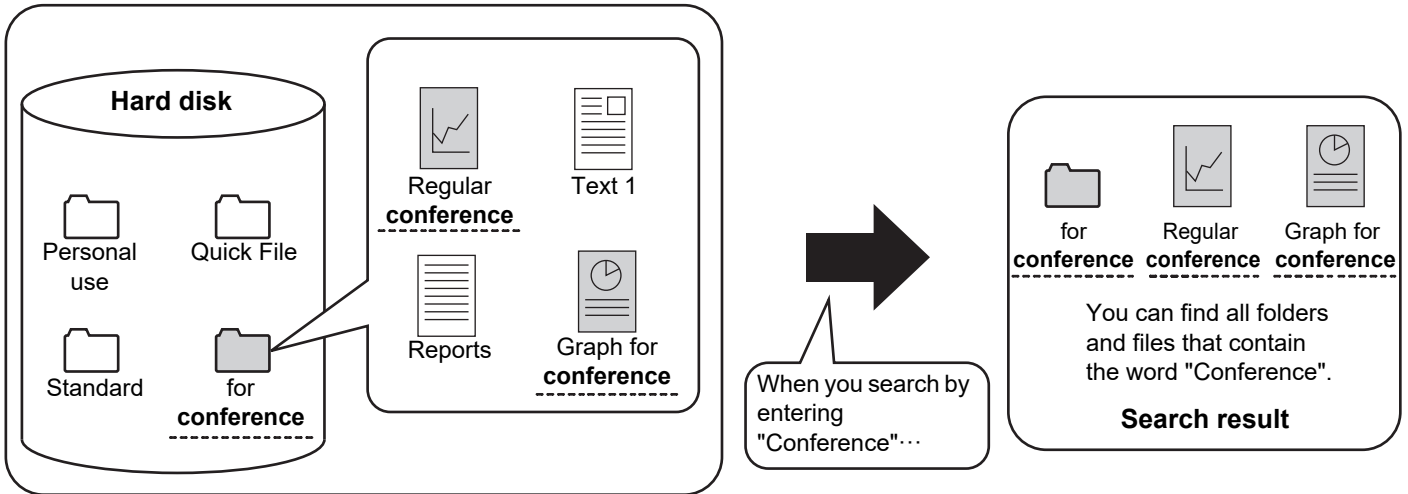 Hard disk
Personal
use
Quick File
Standard
for
conference
Regular
conference
Text 1
Reports
Graph for
conference
When you search by
entering
"Conference"···
for
conference
Regular
conference
Graph for
conference
You can find all folders
and files that contain
the word "Conference".
Search result